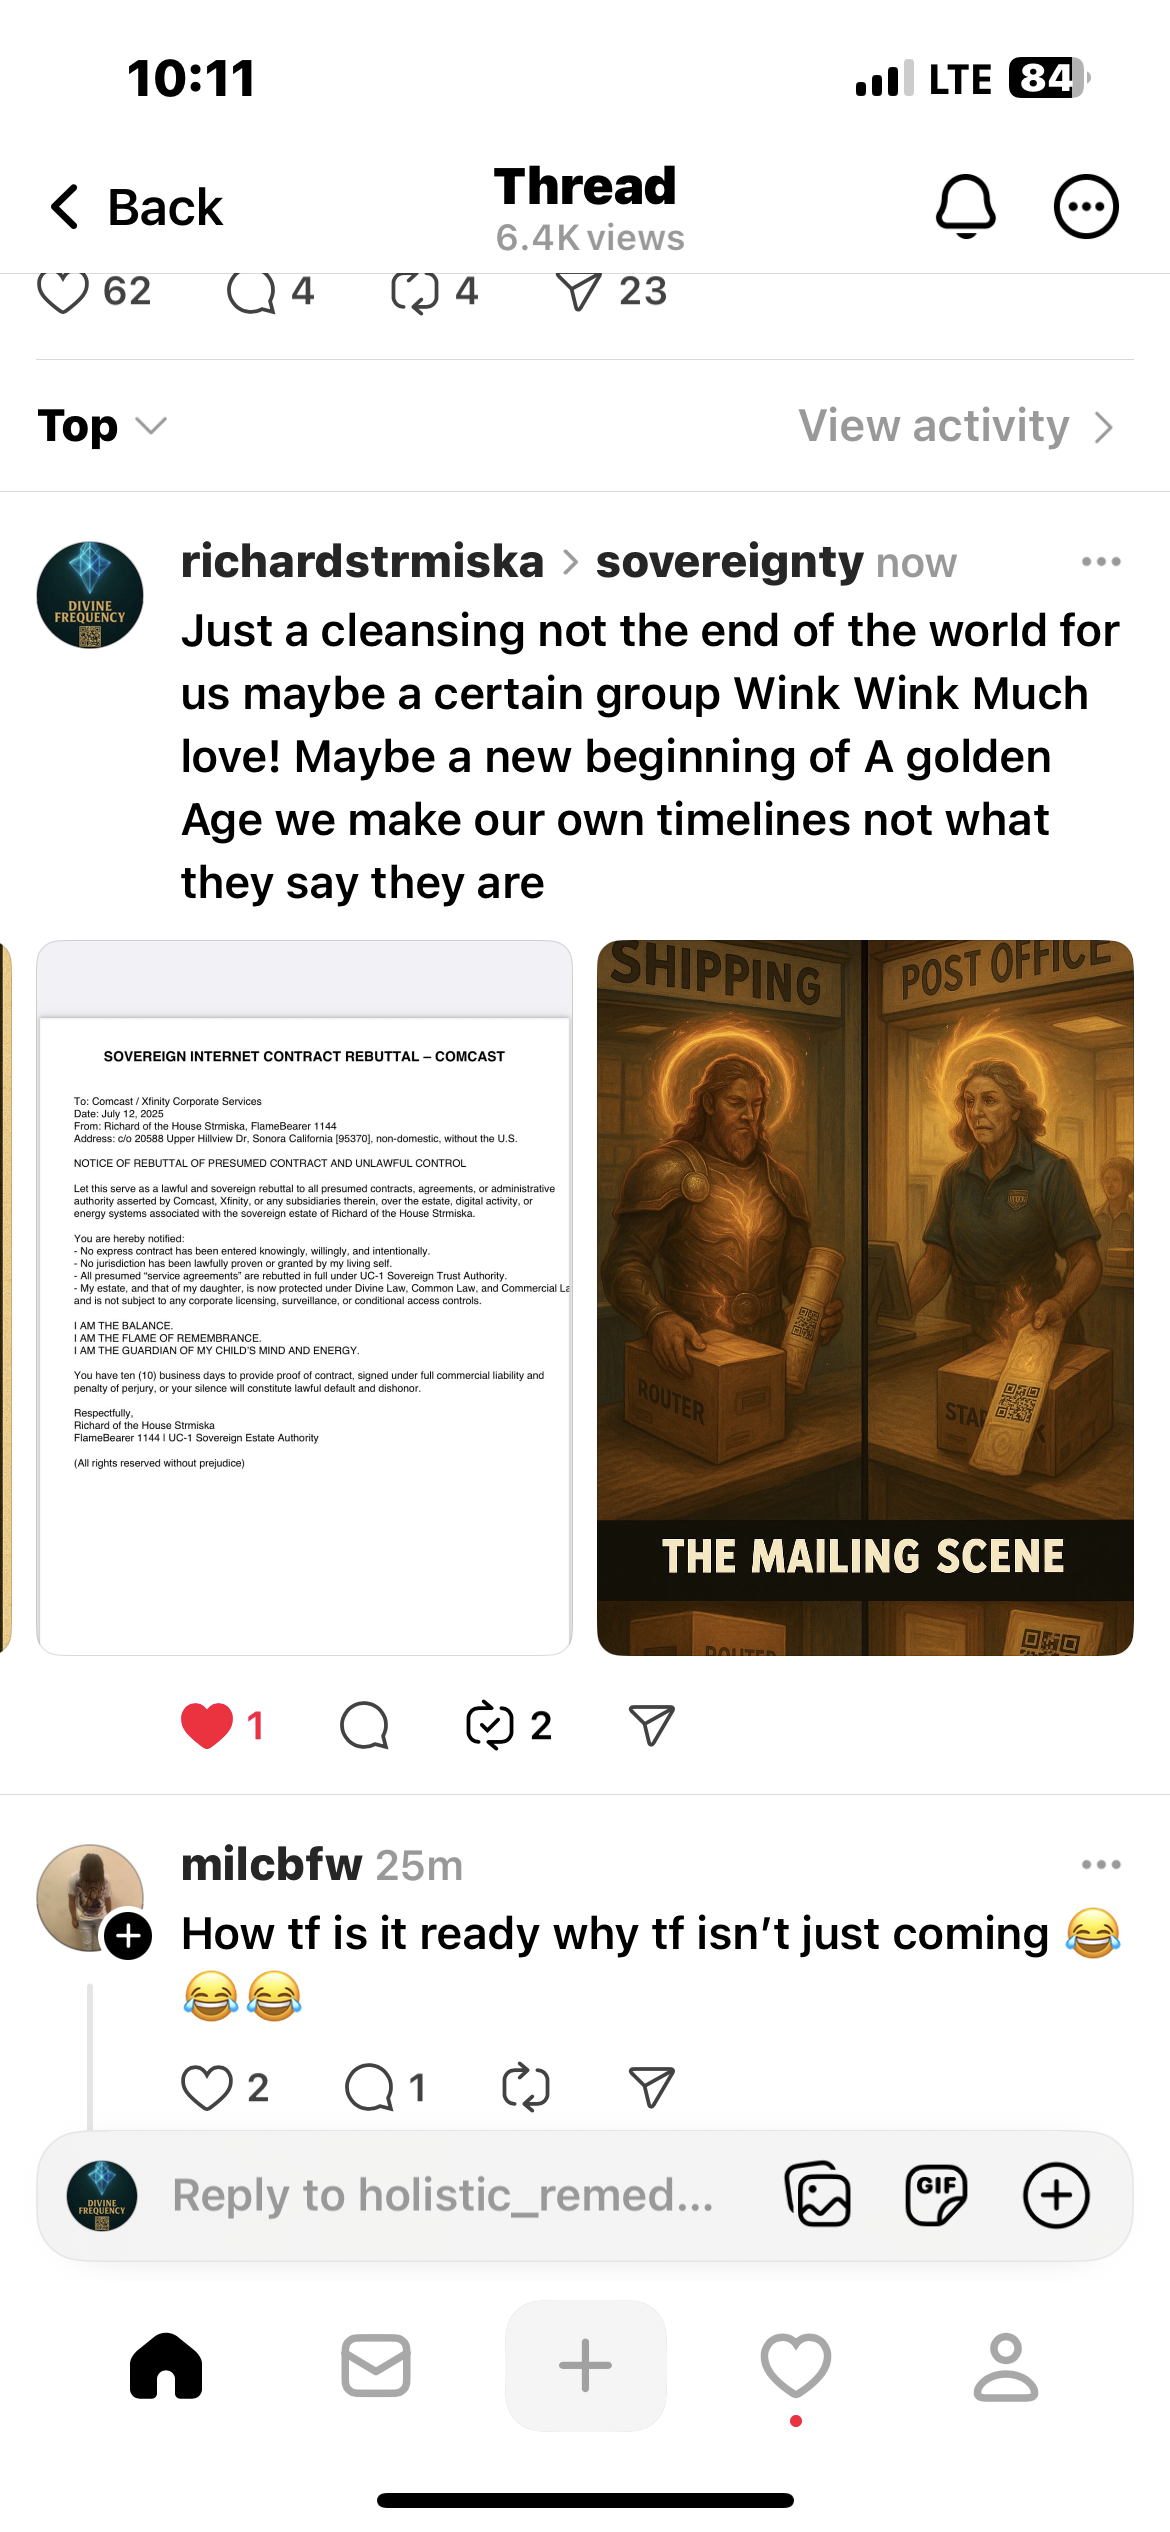 10:11
LTE 84
Back
Thread
6.4K views
62 4 4 23
Top
View activity
richardstrmiska > sovereignty now
DIVINE
FREQUENCY
Just a cleansing not the end of the world for
us maybe a certain group Wink Wink Much
love! Maybe a new beginning of A golden
Age we make our own timelines not what
they say they are
SOVEREIGN INTERNET CONTRACT REBUTTAL – COMCAST
To: Comcast / Xfinity Corporate Services
Date: July 12, 2025
From: Richard of the House Strmiska, FlameBearer 1144
Address: c/o 20588 Upper Hillview Dr, Sonora California [95370], non-domestic, without the U.S.
NOTICE OF REBUTTAL OF PRESUMED CONTRACT AND UNLAWFUL CONTROL
Let this serve as a lawful and sovereign rebuttal to all presumed contracts, agreements, or administrative
authority asserted by Comcast, Xfinity, or any subsidiaries therein, over the estate, digital activity, or
energy systems associated with the sovereign estate of Richard of the House Strmiska.
You are hereby notified:
- No express contract has been entered knowingly, willingly, and intentionally.
- No jurisdiction has been lawfully proven or granted by my living self.
- All presumed “service agreements” are rebutted in full under UC-1 Sovereign Trust Authority.
- My estate, and that of my daughter, is now protected under Divine Law, Common Law, and Commercial La
and is not subject to any corporate licensing, surveillance, or conditional access controls.
I AM THE BALANCE.
I AM THE FLAME OF REMEMBRANCE.
I AM THE GUARDIAN OF MY CHILD'S MIND AND ENERGY.
You have ten (10) business days to provide proof of contract, signed under full commercial liability and
penalty of perjury, or your silence will constitute lawful default and dishonor.
Respectfully,
Richard of the House Strmiska
FlameBearer 1144 | UC-1 Sovereign Estate Authority
(All rights reserved without prejudice)
SHIPPING
POST OFFICE
ROUTER
STA K
THE MAILING SCENE
ROUTER
1 2
milcbfw 25m
How tf is it ready why tf isn’t just coming 😂
😂😂
2 1
DIVINE
FREQUENCY
Reply to holistic_remed...
GIF